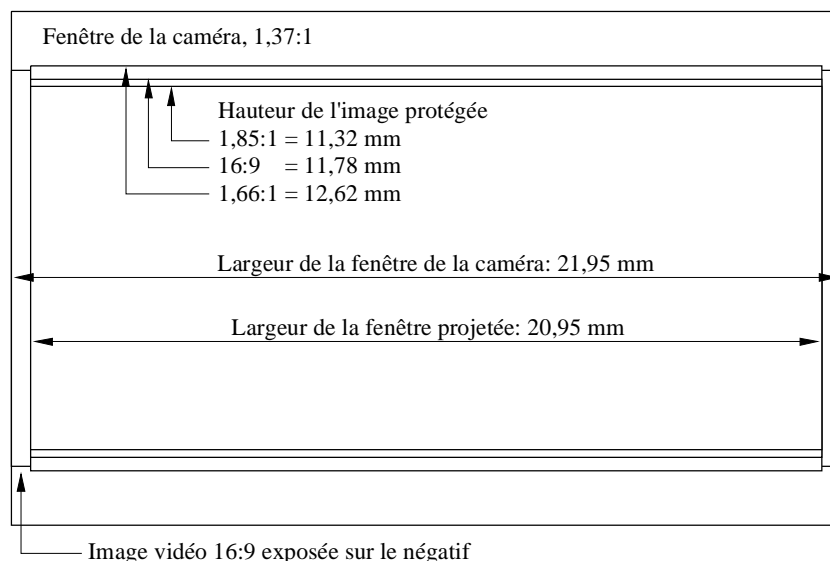 Fenêtre de la caméra, 1,37:1
Hauteur de l'image protégée
1,85:1 = 11,32 mm
16:9 = 11,78 mm
1,66:1 = 12,62 mm
Largeur de la fenêtre de la caméra: 21,95 mm
Largeur de la fenêtre projetée: 20,95 mm
Image vidéo 16:9 exposée sur le négatif